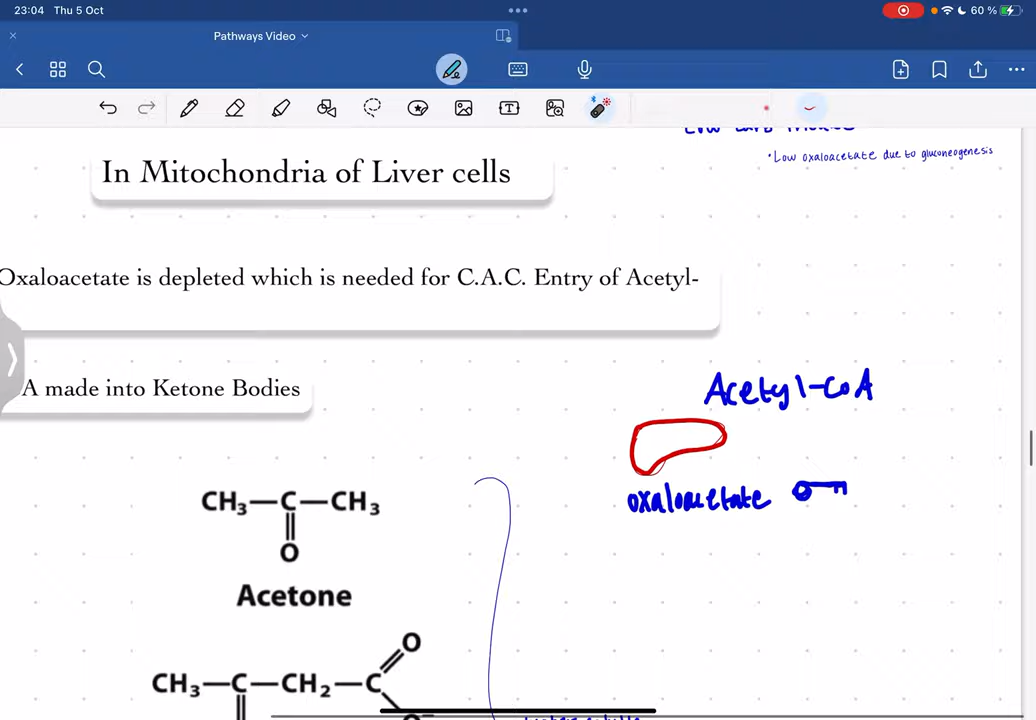 23:04 Thu 5 Oct
60 %
Pathways Video
Low oxaloacetate due to gluconeogenesis
In Mitochondria of Liver cells
Oxaloacetate is depleted which is needed for C.A.C. Entry of Acetyl-
A made into Ketone Bodies
Acetyl-CoA
oxaloacetate
CH₃—C—CH₃
O
Acetone
O
CH₃—C—CH₂—C